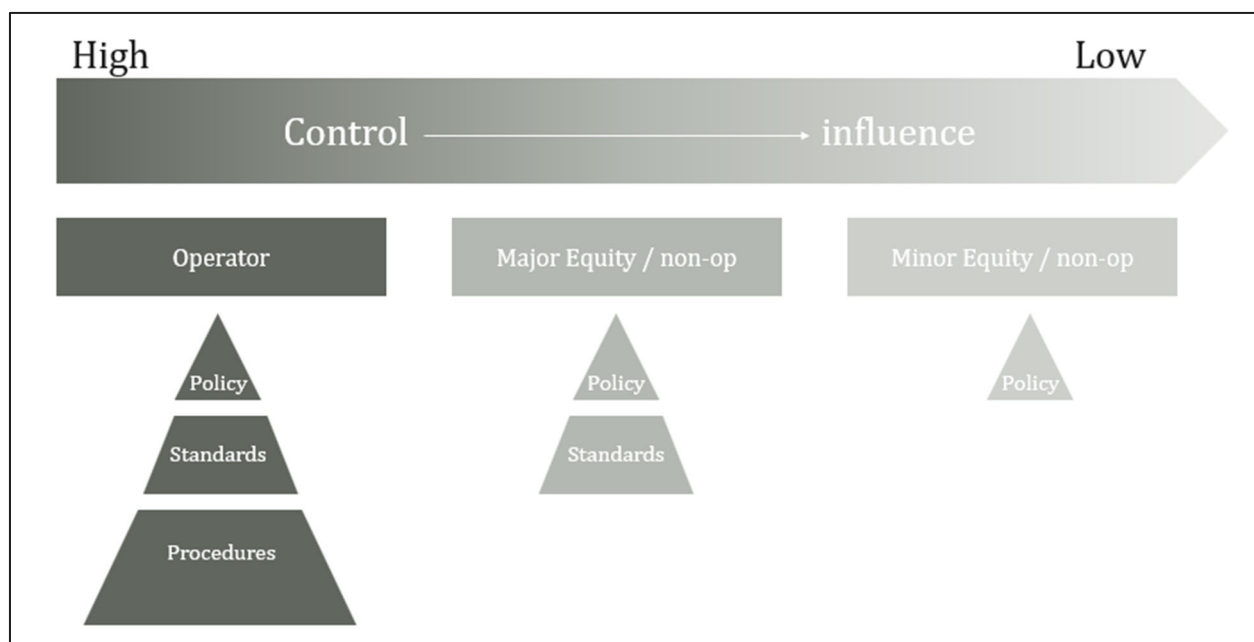 High
Low
Control
influence
Operator
Major Equity / non-op
Minor Equity / non-op
Policy
Policy
Policy
Standards
Standards
Procedures